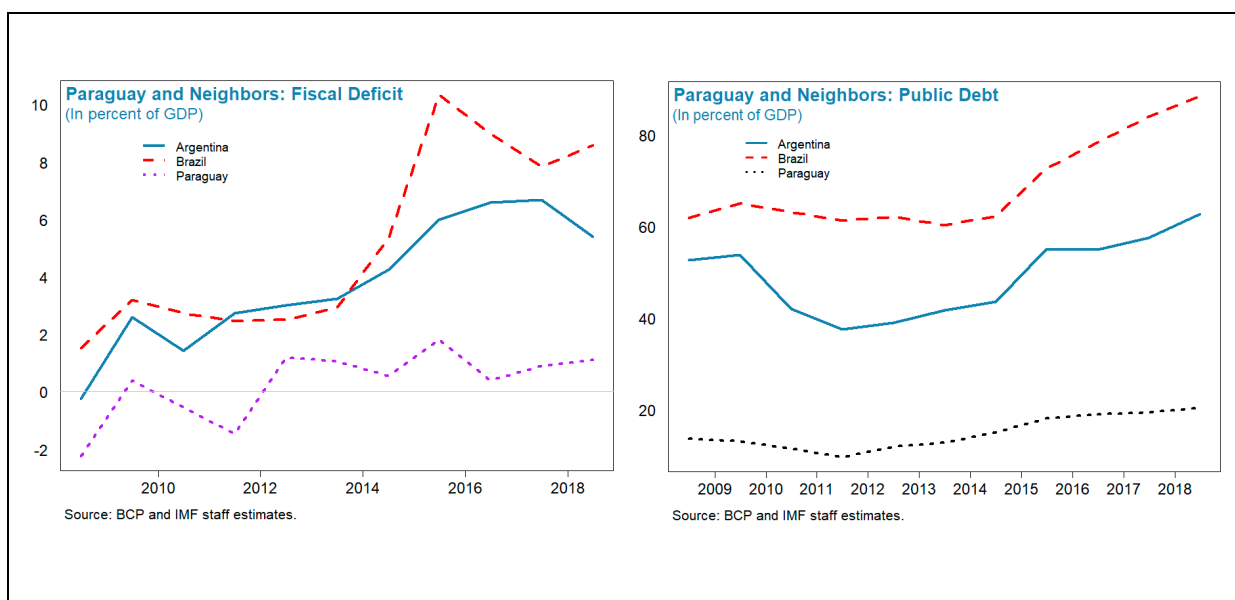 Paraguay and Neighbors: Fiscal Deficit
(In percent of GDP)
Argentina
Brazil
Paraguay
10
8
6
4
2
0
-2
2010
2012
2014
2016
2018
Source: BCP and IMF staff estimates.
Paraguay and Neighbors: Public Debt
(In percent of GDP)
Argentina
Brazil
Paraguay
80
60
40
20
2009
2010
2011
2012
2013
2014
2015
2016
2017
2018
Source: BCP and IMF staff estimates.